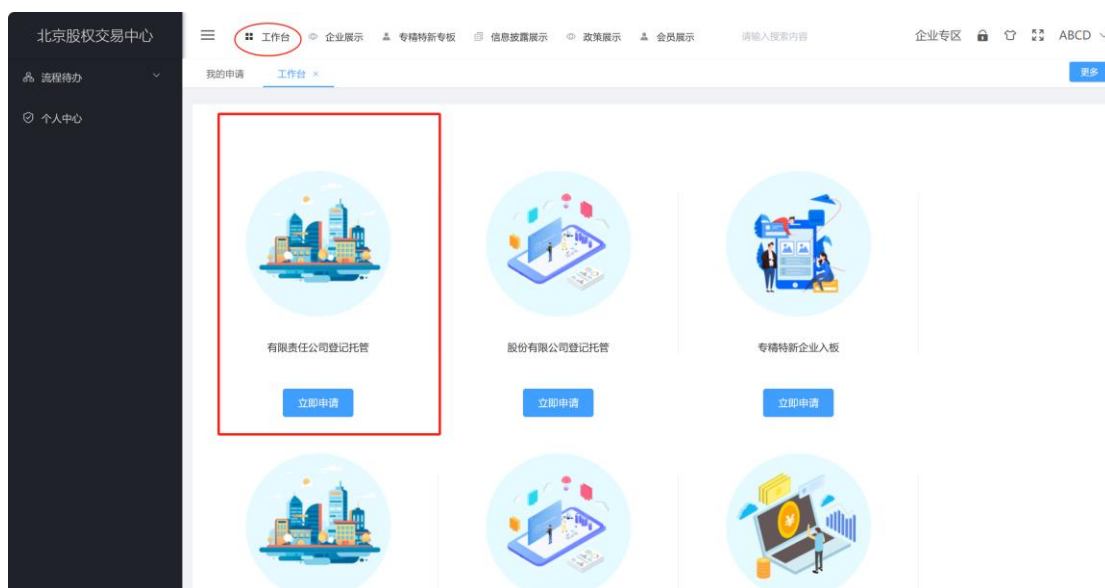 北京股权交易中心
工作台 企业展示 专精特新专板 信息披露展示 政策展示 会员展示 请输入搜索内容 企业专区 ABCD
流程待办
我的申请 工作台 × 更多
个人中心
有限责任公司登记托管 股份有限公司登记托管 专精特新企业入板
立即申请 立即申请 立即申请